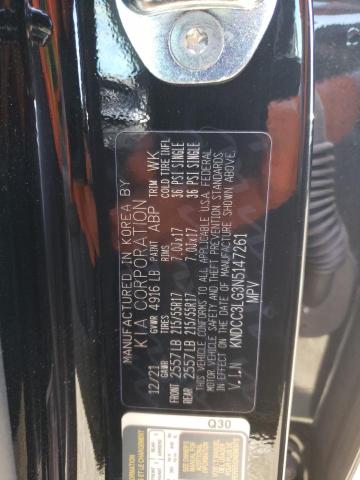 MANUFACTURED IN KOREA BY
KIA CORPORATION
12/21 GVWR 4916 LB PAINT ABP TRIM WK
GAWR TIRES RIMS COLD TIRE INFL
FRONT 2557 LB 215/55R17 7.0JX17 36 PSI SINGLE
REAR 2557 LB 215/55R17 7.0JX17 36 PSI SINGLE
THIS VEHICLE CONFORMS TO ALL APPLICABLE U.S.A. FEDERAL
MOTOR VEHICLE SAFETY AND THEFT PREVENTION STANDARDS
IN EFFECT ON THE DATE OF MANUFACTURE SHOWN ABOVE.
V.I.N KNDCC3LG3N5147261
MPV
Q30